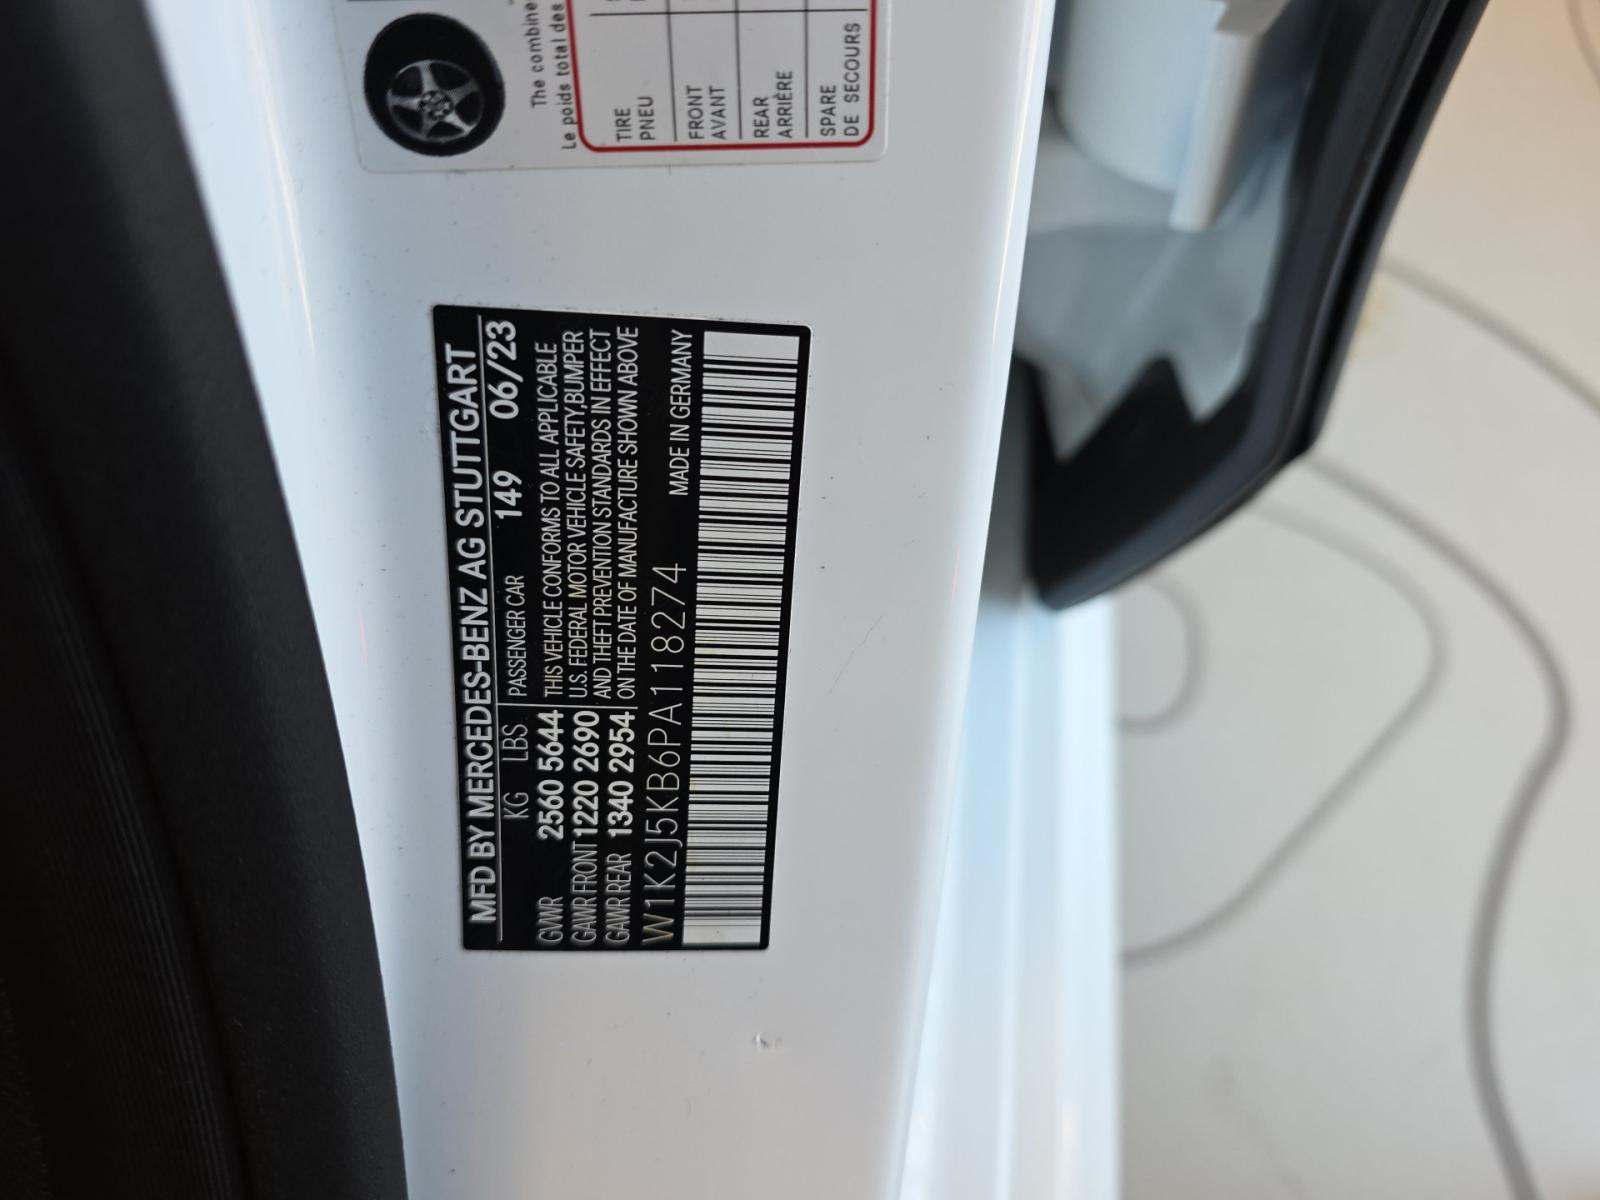 MFD BY MERCEDES-BENZ AG STUTTGART
KG LBS PASSENGER CAR 149 06/23
GVWR 2560 5644 THIS VEHICLE CONFORMS TO ALL APPLICABLE
GAWR FRONT 1220 2690 U.S. FEDERAL MOTOR VEHICLE SAFETY,BUMPER
GAWR REAR 1340 2954 AND THEFT PREVENTION STANDARDS IN EFFECT
ON THE DATE OF MANUFACTURE SHOWN ABOVE
W1K2J5KB6PA118274 MADE IN GERMANY
The combine
Le poids total des
TIRE
PNEU
FRONT
AVANT
REAR
ARRIÈRE
SPARE
DE SECOURS